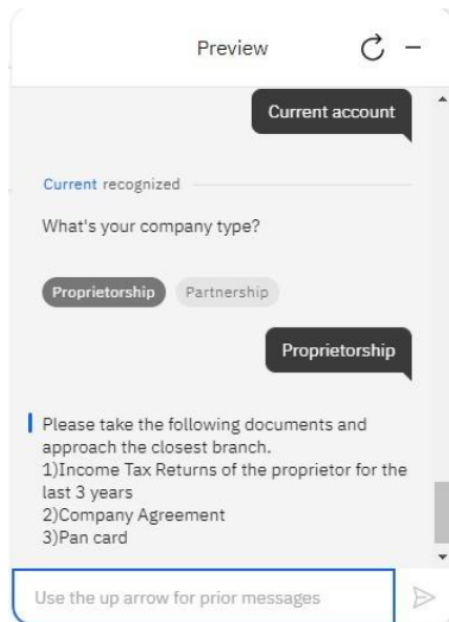 Preview
Current account
Current recognized
What's your company type?
Proprietorship Partnership
Proprietorship
Please take the following documents and
approach the closest branch.
1)Income Tax Returns of the proprietor for the
last 3 years
2)Company Agreement
3)Pan card
Use the up arrow for prior messages